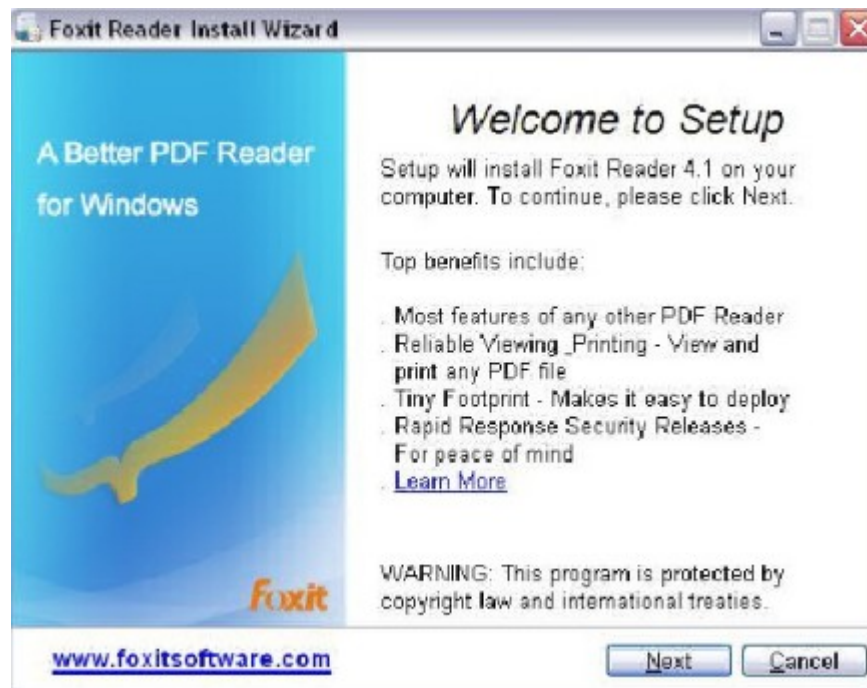 Foxit Reader Install Wizard
A Better PDF Reader
for Windows
foxit
Welcome to Setup
Setup will install Foxit Reader 4.1 on your
computer. To continue, please click Next.
Top benefits include:
. Most features of any other PDF Reader
. Reliable Viewing _Printing - View and
print any PDF file
. Tiny Footprint - Makes it easy to deploy
. Rapid Response Security Releases -
For peace of mind
. Learn More
WARNING: This program is protected by
copyright law and international treaties.
www.foxitsoftware.com
Next
Cancel